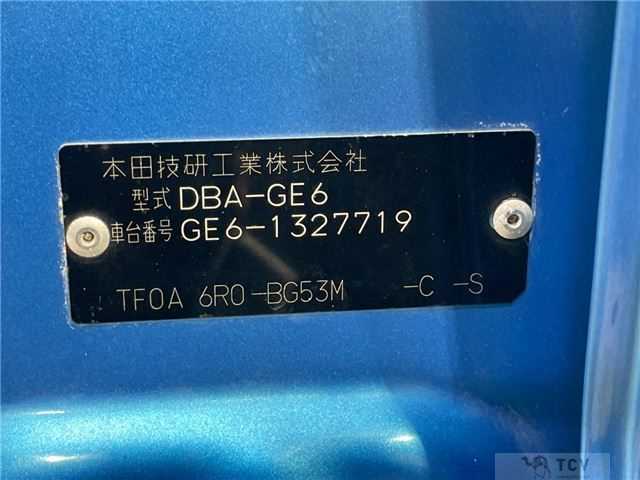 本田技研工業株式会社
型式 DBA-GE6
車台番号 GE6-1327719
TF0A 6R0-BG53M -C -S
TCV